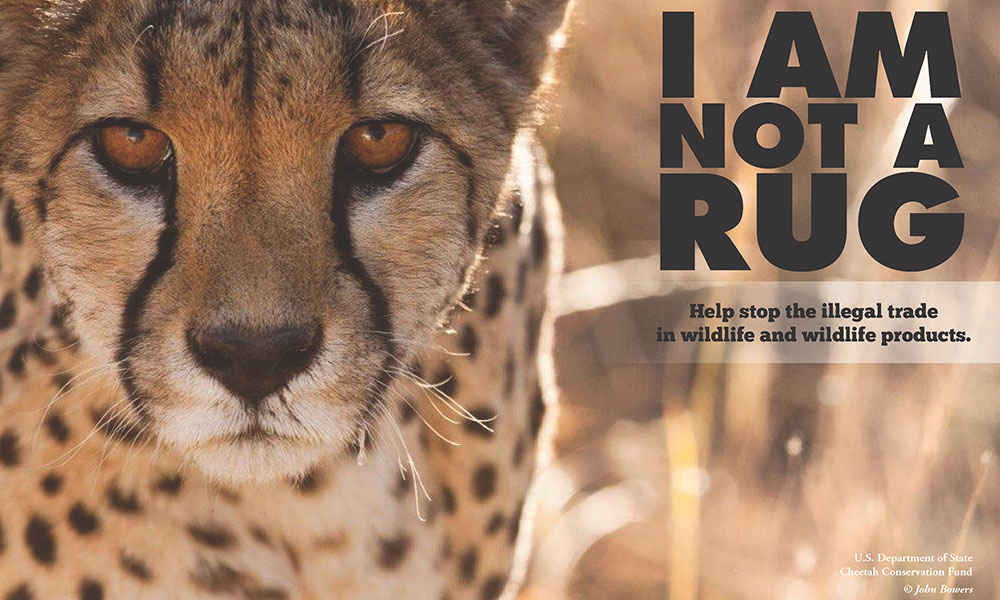 I AM
NOT A
RUG
Help stop the illegal trade
in wildlife and wildlife products.
U.S. Department of State
Cheetah Conservation Fund
© John Bowers